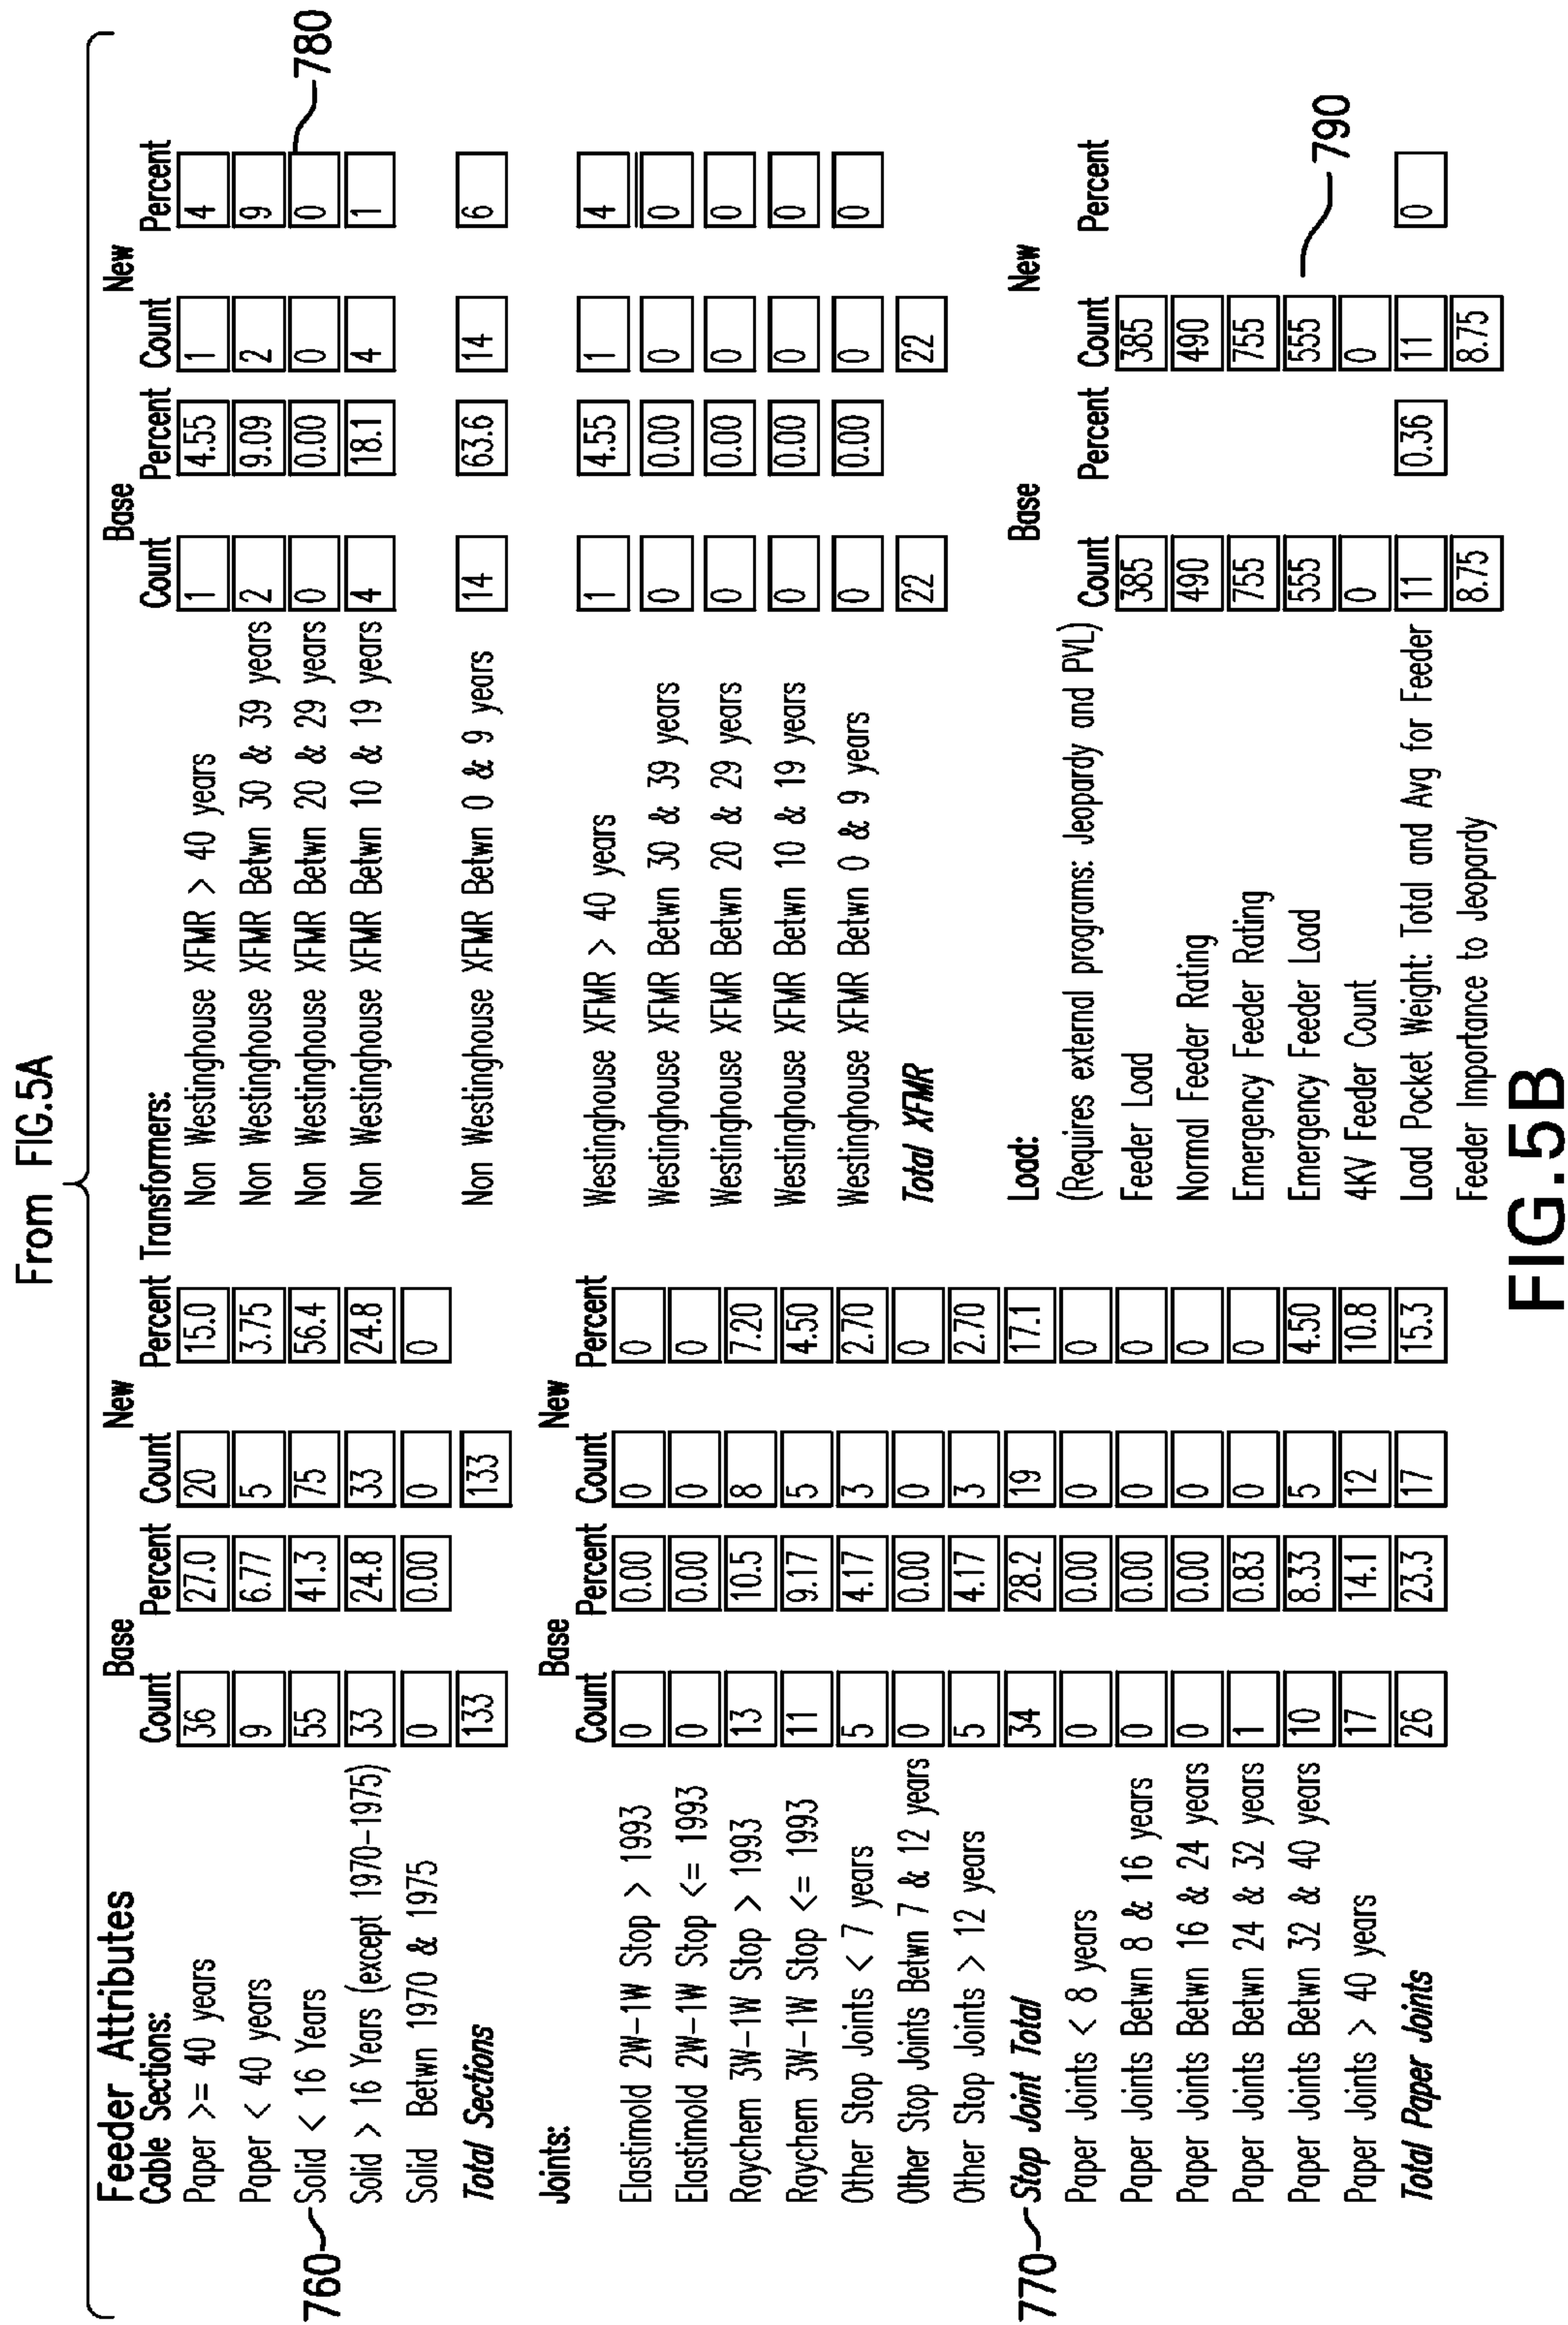 From FIG.5A
Feeder Attributes
Cable Sections:
Base New
Count Percent Count Percent
Paper >= 40 years 36 27.0 20 15.0
Paper < 40 years 9 6.77 5 3.75
760 Solid < 16 Years 55 41.3 75 56.4
Solid > 16 Years (except 1970-1975) 33 24.8 33 24.8
Solid Betwn 1970 & 1975 0 0.00 0 0
Total Sections 133 133
Joints:
Base New
Count Percent Count Percent
Elastimold 2W-1W Stop > 1993 0 0.00 0 0
Elastimold 2W-1W Stop <= 1993 0 0.00 0 0
Raychem 3W-1W Stop > 1993 13 10.5 8 7.20
Raychem 3W-1W Stop <= 1993 11 9.17 5 4.50
Other Stop Joints < 7 years 5 4.17 3 2.70
Other Stop Joints Betwn 7 & 12 years 0 0.00 0 0
Other Stop Joints > 12 years 5 4.17 3 2.70
770 Stop Joint Total 34 28.2 19 17.1
Paper Joints < 8 years 0 0.00 0 0
Paper Joints Betwn 8 & 16 years 0 0.00 0 0
Paper Joints Betwn 16 & 24 years 0 0.00 0 0
Paper Joints Betwn 24 & 32 years 1 0.83 0 0
Paper Joints Betwn 32 & 40 years 10 8.33 5 4.50
Paper Joints > 40 years 17 14.1 12 10.8
Total Paper Joints 26 23.3 17 15.3
Transformers:
Base New
Count Percent Count Percent
Non Westinghouse XFMR > 40 years 1 4.55 1 4
Non Westinghouse XFMR Betwn 30 & 39 years 2 9.09 2 9
Non Westinghouse XFMR Betwn 20 & 29 years 0 0.00 0 0 780
Non Westinghouse XFMR Betwn 10 & 19 years 4 18.1 4 1
Non Westinghouse XFMR Betwn 0 & 9 years 14 63.6 14 6
Westinghouse XFMR > 40 years 1 4.55 1 4
Westinghouse XFMR Betwn 30 & 39 years 0 0.00 0 0
Westinghouse XFMR Betwn 20 & 29 years 0 0.00 0 0
Westinghouse XFMR Betwn 10 & 19 years 0 0.00 0 0
Westinghouse XFMR Betwn 0 & 9 years 0 0.00 0 0
Total XFMR 22 22
Load:
Base New
(Requires external programs: Jeopardy and PVL) Count Percent Count Percent
Feeder Load 385 385
Normal Feeder Rating 490 490
Emergency Feeder Rating 755 755
Emergency Feeder Load 555 555 790
4KV Feeder Count 0 0
Load Pocket Weight: Total and Avg for Feeder 11 0.36 11 0
Feeder Importance to Jeopardy 8.75 8.75
FIG.5B